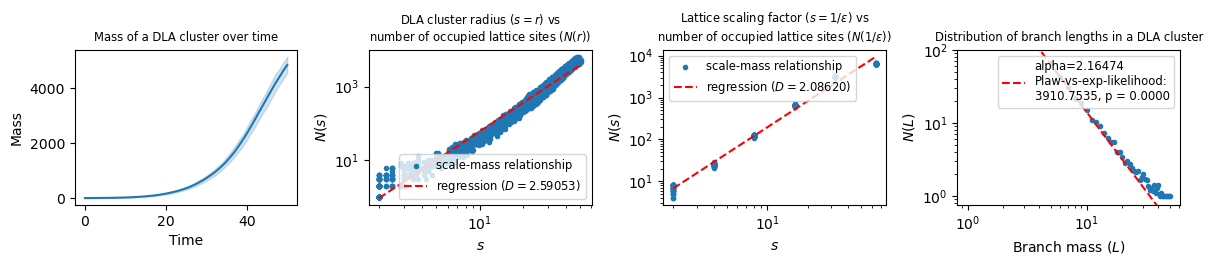 Mass of a DLA cluster over time
4000
2000
0
Mass
0
20
40
Time
DLA cluster radius (s = r) vs
number of occupied lattice sites (N(r))
10³
10¹
N(s)
scale-mass relationship
regression (D = 2.59053)
10¹
s
Lattice scaling factor (s = 1/ε) vs
number of occupied lattice sites (N(1/ε))
10⁴
10³
10²
10¹
N(s)
scale-mass relationship
regression (D = 2.08620)
10¹
s
Distribution of branch lengths in a DLA cluster
10²
10¹
10⁰
N(L)
alpha=2.16474
Plaw-vs-exp-likelihood:
3910.7535, p = 0.0000
10⁰
10¹
Branch mass (L)